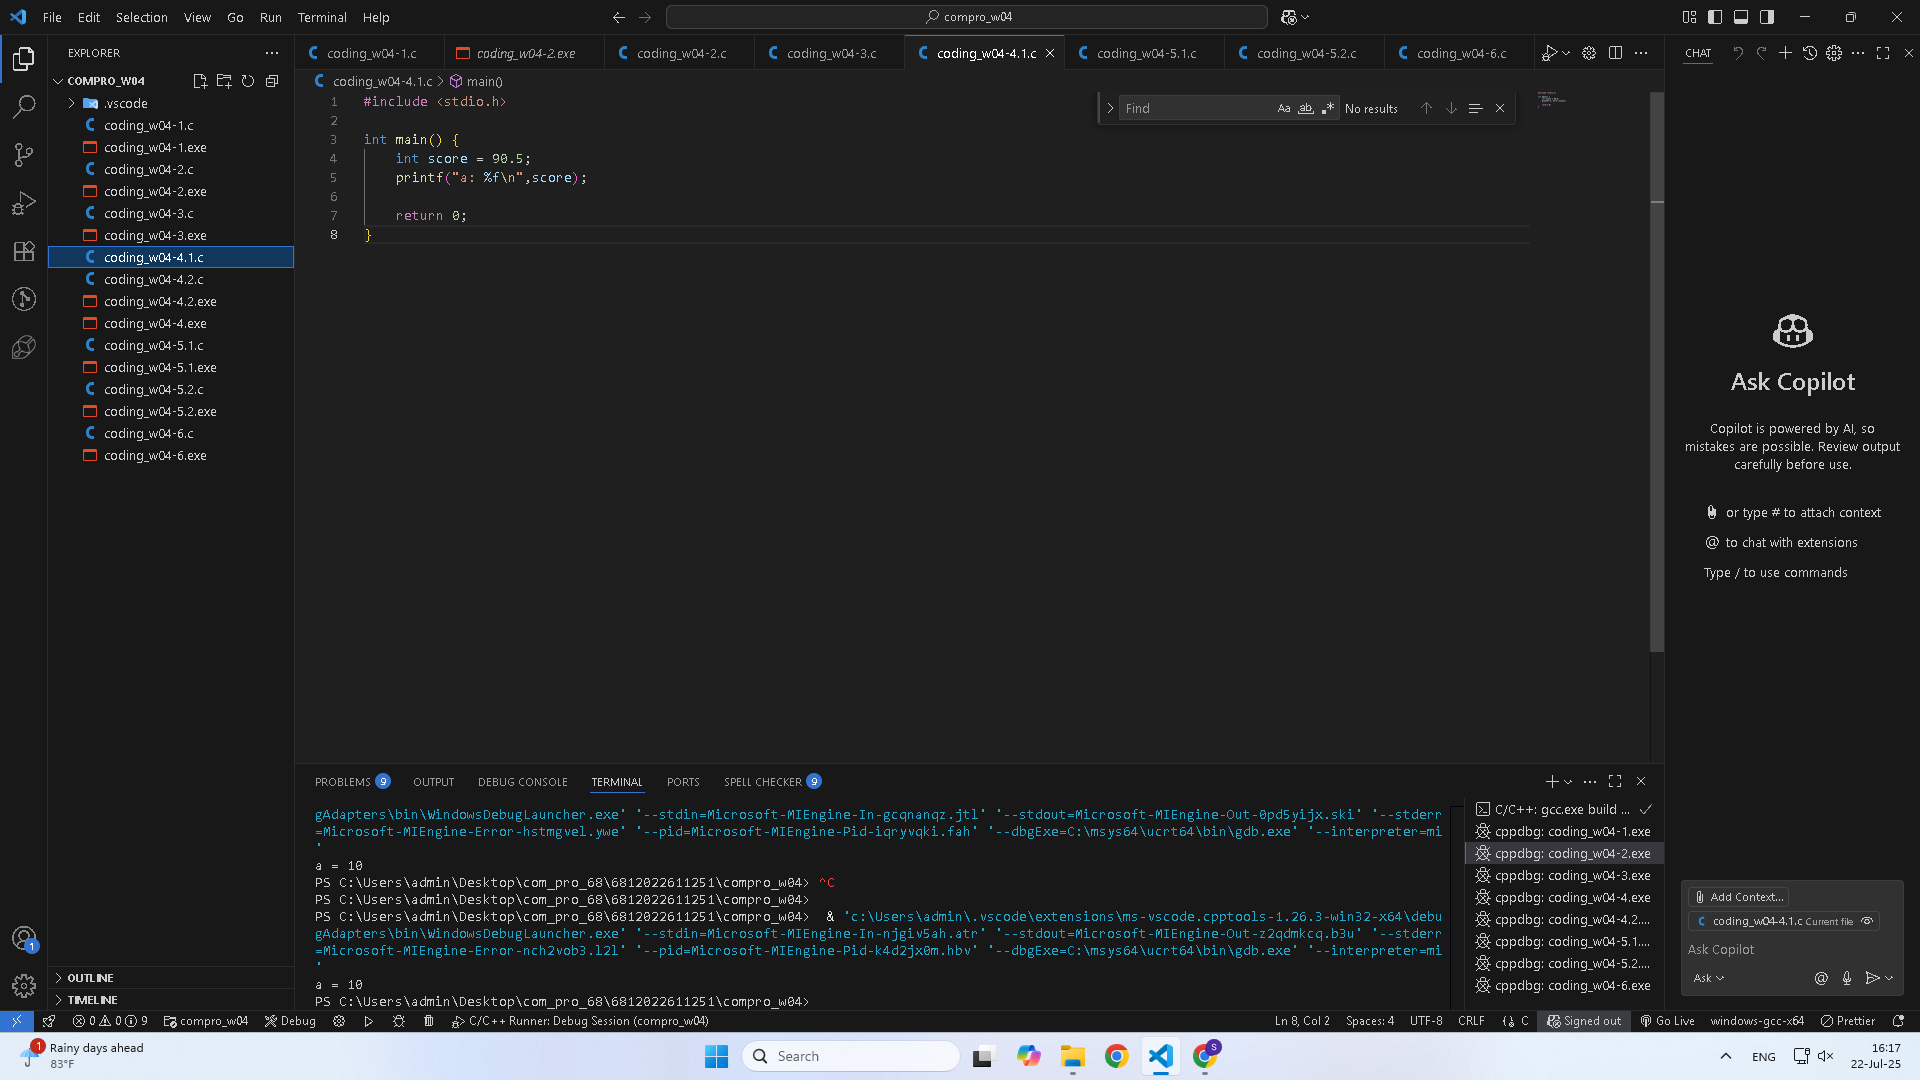 File Edit Selection View Go Run Terminal Help
compro_w04
EXPLORER
COMPRO_W04
.vscode
coding_w04-1.c
coding_w04-1.exe
coding_w04-2.c
coding_w04-2.exe
coding_w04-3.c
coding_w04-3.exe
coding_w04-4.1.c
coding_w04-4.2.c
coding_w04-4.2.exe
coding_w04-4.exe
coding_w04-5.1.c
coding_w04-5.1.exe
coding_w04-5.2.c
coding_w04-5.2.exe
coding_w04-6.c
coding_w04-6.exe
OUTLINE
TIMELINE
coding_w04-1.c coding_w04-2.exe coding_w04-2.c coding_w04-3.c coding_w04-4.1.c coding_w04-5.1.c coding_w04-5.2.c coding_w04-6.c
coding_w04-4.1.c > main()
Find Aa ab No results
1 #include <stdio.h>
2
3 int main() {
4 int score = 90.5;
5 printf("a: %f\n",score);
6
7 return 0;
8 }
PROBLEMS 9 OUTPUT DEBUG CONSOLE TERMINAL PORTS SPELL CHECKER 9
gAdapters\bin\WindowsDebugLauncher.exe' '--stdin=Microsoft-MIEngine-In-gcqnanqz.jtl' '--stdout=Microsoft-MIEngine-Out-0pd5yijx.ski' '--stderr
=Microsoft-MIEngine-Error-hstmgvel.ywe' '--pid=Microsoft-MIEngine-Pid-iqryvqki.fah' '--dbgExe=C:\msys64\ucrt64\bin\gdb.exe' '--interpreter=mi
'
a = 10
PS C:\Users\admin\Desktop\com_pro_68\6812022611251\compro_w04> ^C
PS C:\Users\admin\Desktop\com_pro_68\6812022611251\compro_w04>
PS C:\Users\admin\Desktop\com_pro_68\6812022611251\compro_w04> & 'c:\Users\admin\.vscode\extensions\ms-vscode.cpptools-1.26.3-win32-x64\debu
gAdapters\bin\WindowsDebugLauncher.exe' '--stdin=Microsoft-MIEngine-In-njgiv5ah.atr' '--stdout=Microsoft-MIEngine-Out-z2qdmkcq.b3u' '--stderr
=Microsoft-MIEngine-Error-nch2vob3.l2l' '--pid=Microsoft-MIEngine-Pid-k4d2jx0m.hbv' '--dbgExe=C:\msys64\ucrt64\bin\gdb.exe' '--interpreter=mi
'
a = 10
PS C:\Users\admin\Desktop\com_pro_68\6812022611251\compro_w04>
C/C++: gcc.exe build ...
cppdbg: coding_w04-1.exe
cppdbg: coding_w04-2.exe
cppdbg: coding_w04-3.exe
cppdbg: coding_w04-4.exe
cppdbg: coding_w04-4.2....
cppdbg: coding_w04-5.1....
cppdbg: coding_w04-5.2....
cppdbg: coding_w04-6.exe
CHAT
Ask Copilot
Copilot is powered by AI, so
mistakes are possible. Review output
carefully before use.
or type # to attach context
@ to chat with extensions
Type / to use commands
Add Context...
coding_w04-4.1.c Current file
Ask Copilot
Ask
1
0 0 9 compro_w04 Debug C/C++ Runner: Debug Session (compro_w04)
Ln 8, Col 2 Spaces: 4 UTF-8 CRLF C Signed out Go Live windows-gcc-x64 Prettier
1
Rainy days ahead
83°F
Search
S
ENG
16:17
22-Jul-25